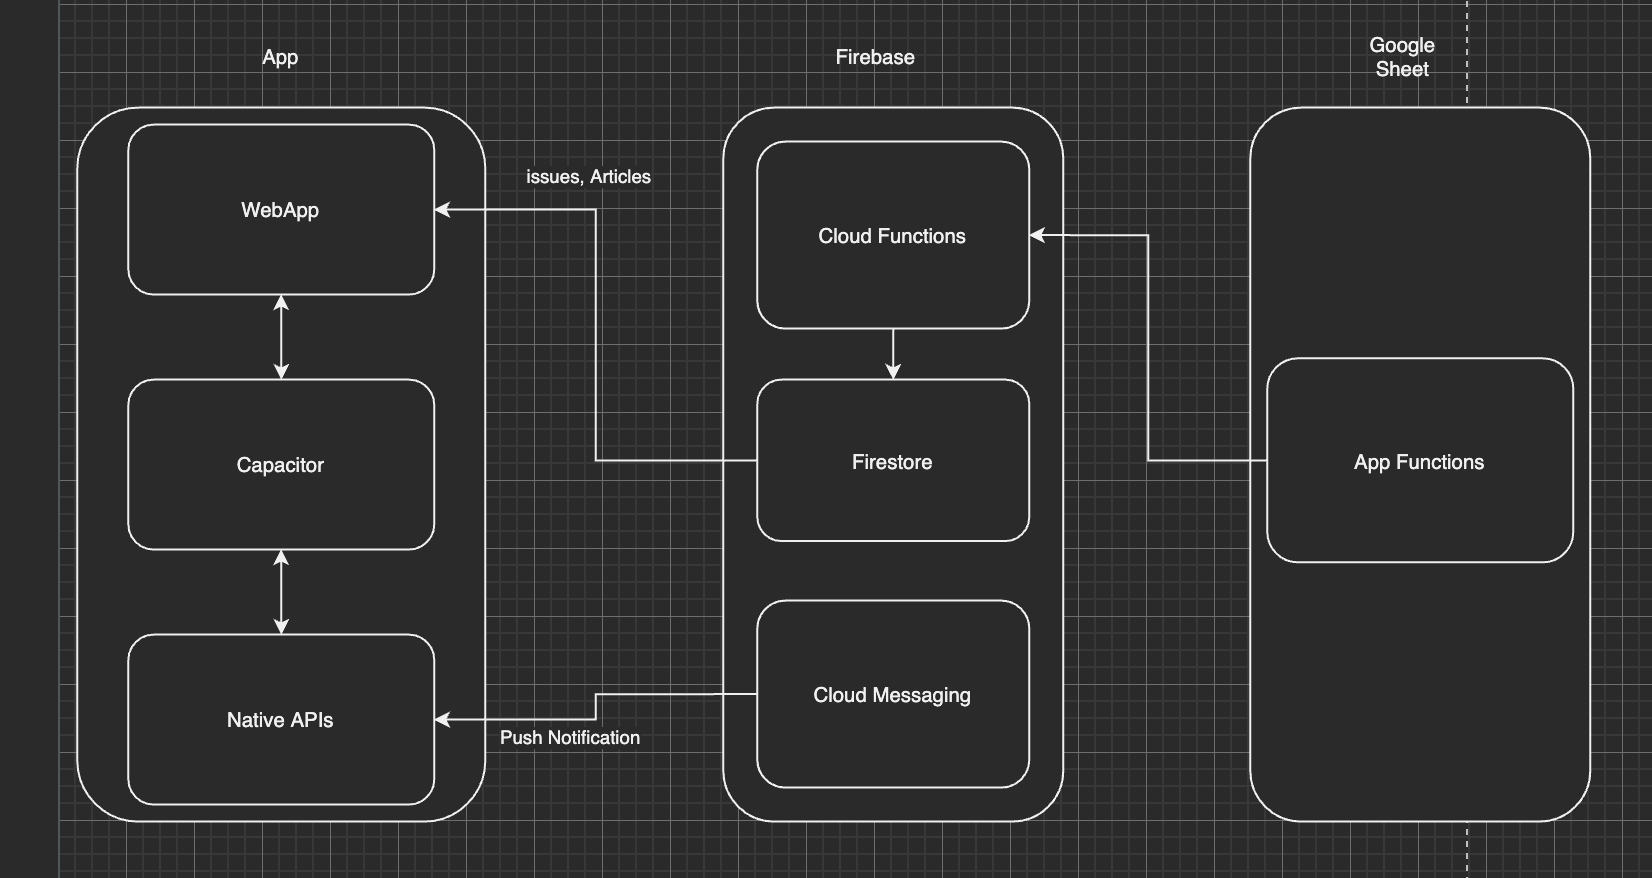 App
Firebase
Google
Sheet
issues, Articles
WebApp
Cloud Functions
Capacitor
Firestore
App Functions
Native APIs
Cloud Messaging
Push Notification